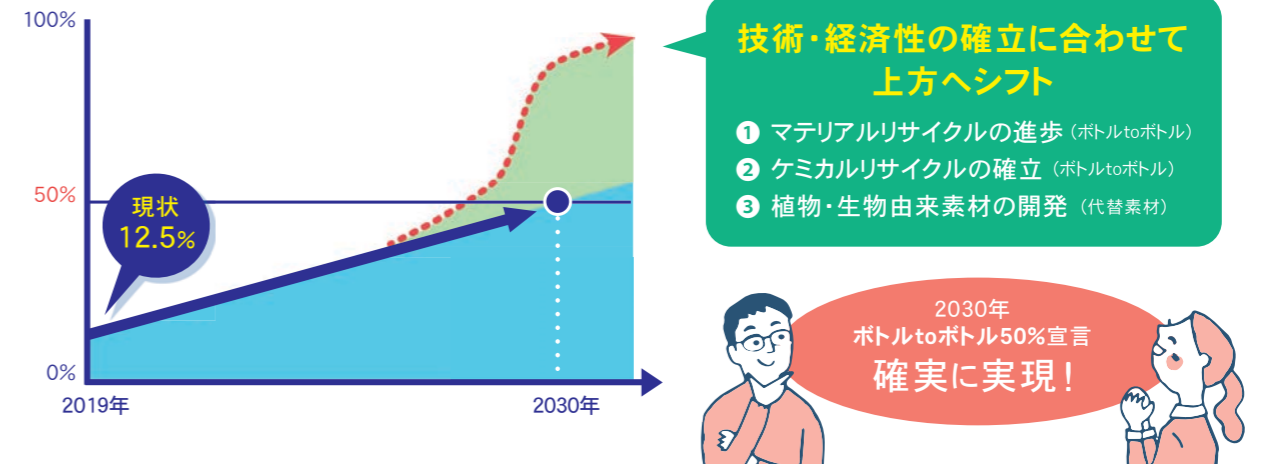 100%
50%
0%
現状
12.5%
2019年
2030年
技術・経済性の確立に合わせて
上方へシフト
❶ マテリアルリサイクルの進歩（ボトルtoボトル）
❷ ケミカルリサイクルの確立（ボトルtoボトル）
❸ 植物・生物由来素材の開発（代替素材）
2030年
ボトルtoボトル50%宣言
確実に実現！